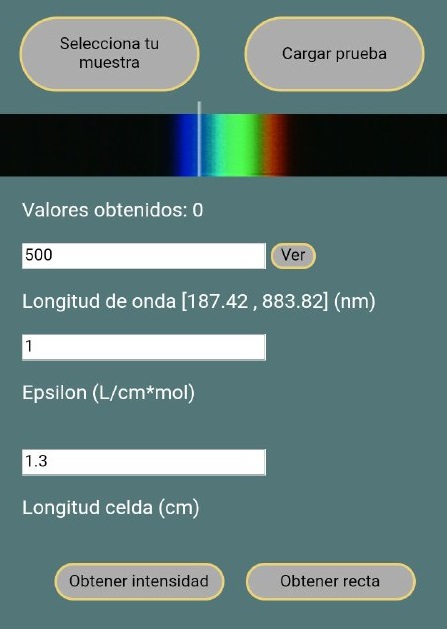 Selecciona tu
muestra
Cargar prueba
Valores obtenidos: 0
500
Ver
Longitud de onda [187.42 , 883.82] (nm)
1
Epsilon (L/cm*mol)
1.3
Longitud celda (cm)
Obtener intensidad
Obtener recta